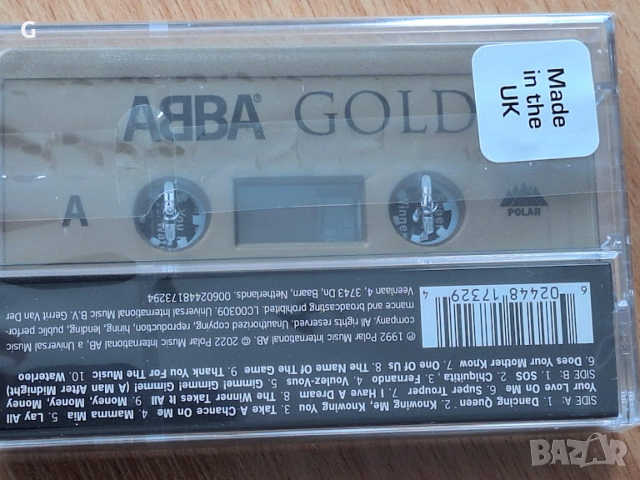 G
ABBA® GOLD
Made
in the
UK
A
POLAR
SIDE A: 1. Dancing Queen 2. Knowing Me, Knowing You 3. Take A Chance On Me 4. Mamma Mia 5. Lay All
Your Love On Me 6. Super Trouper 7. I Have A Dream 8. The Winner Takes It All 9. Money, Money, Money
SIDE B: 1. SOS 2. Chiquitita 3. Fernando 4. Voulez-Vous 5. Gimme! Gimme! Gimme! (A Man After Midnight)
6. Does Your Mother Know 7. One Of Us 8. The Name Of The Game 9. Thank You For The Music 10. Waterloo
℗ 1992 Polar Music International AB, © 2022 Polar Music International AB, a Universal Music
company. All rights reserved. Unauthorized copying, reproduction, hiring, lending, public perfor-
mance and broadcasting prohibited. C000309. Universal International Music B.V. Gerrit Van Der
Veenlaan 4, 3743 Dn, Baarn, Netherlands. 00602448173294
6 02448 17329 4
BAZAR
bg